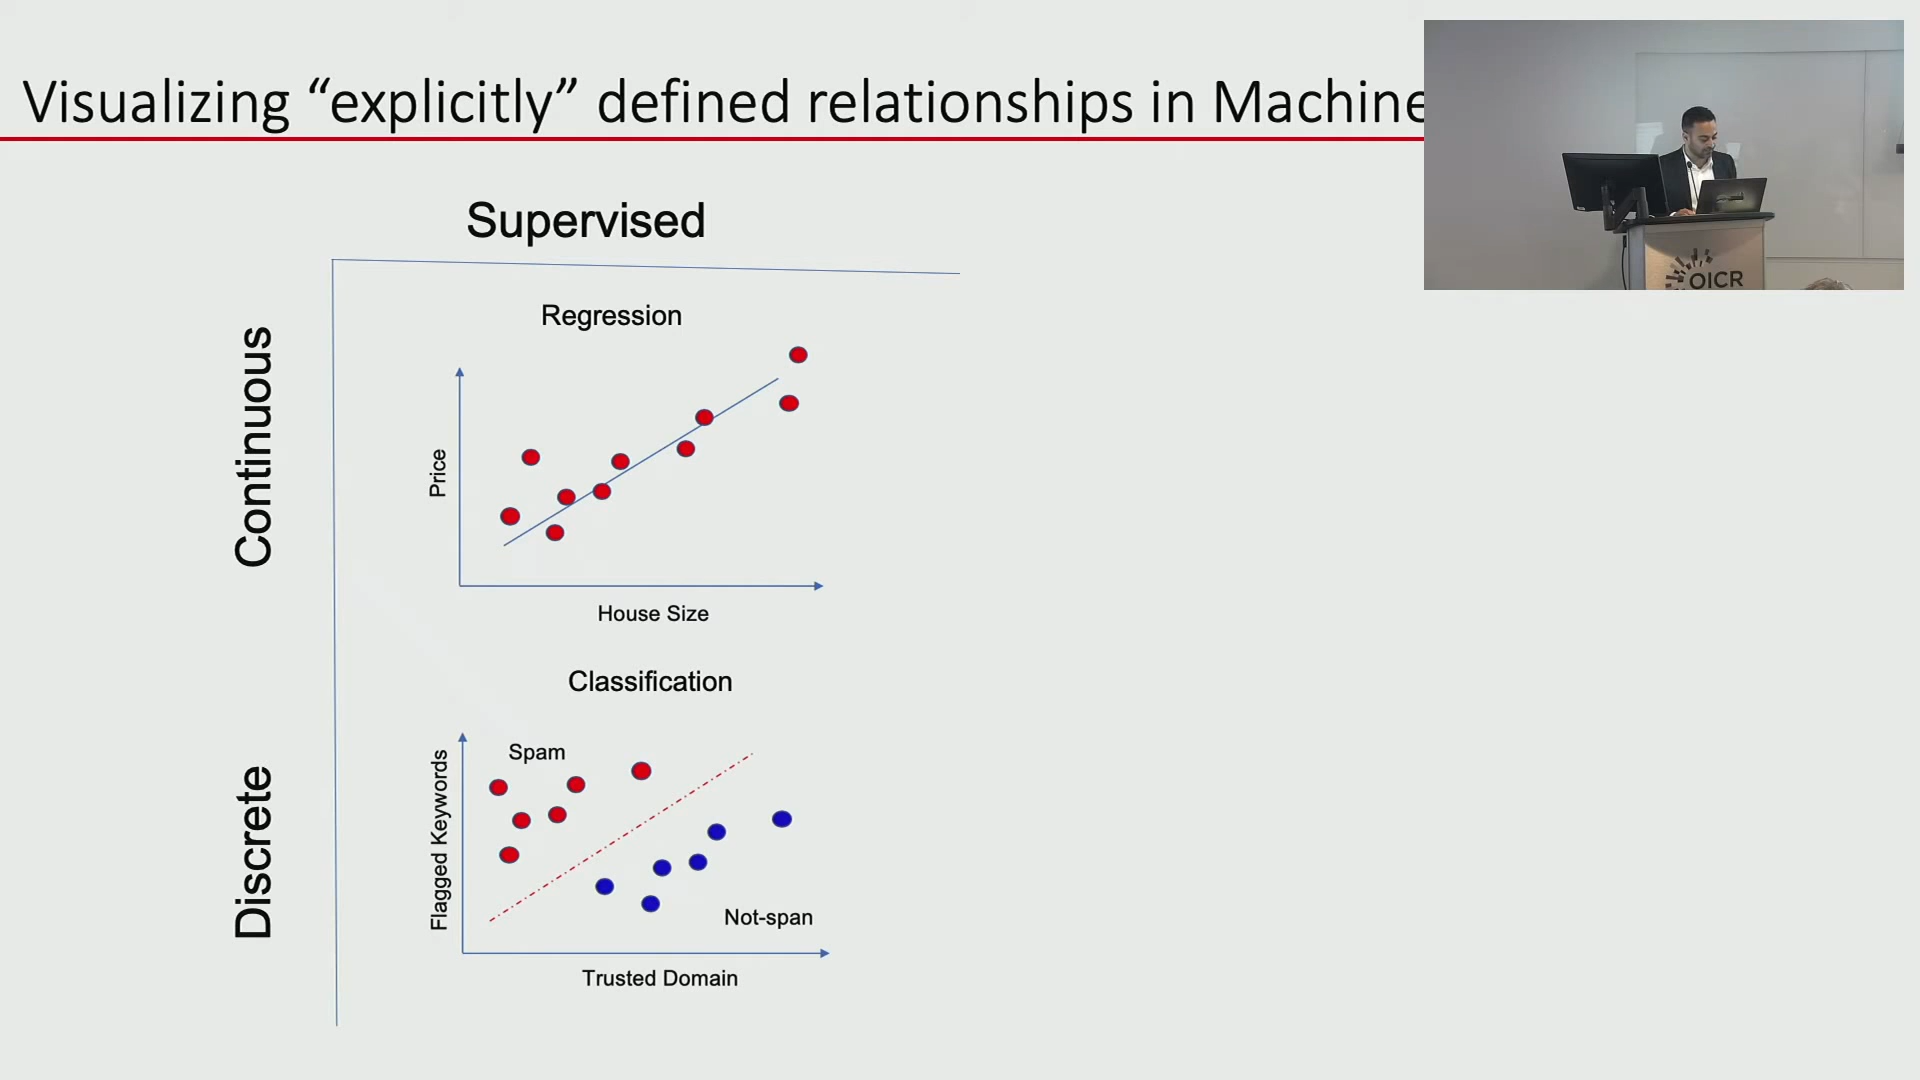 Visualizing “explicitly” defined relationships in Machine
OICR
Supervised
Continuous
Regression
Price
House Size
Discrete
Classification
Flagged Keywords
Spam
Not-span
Trusted Domain